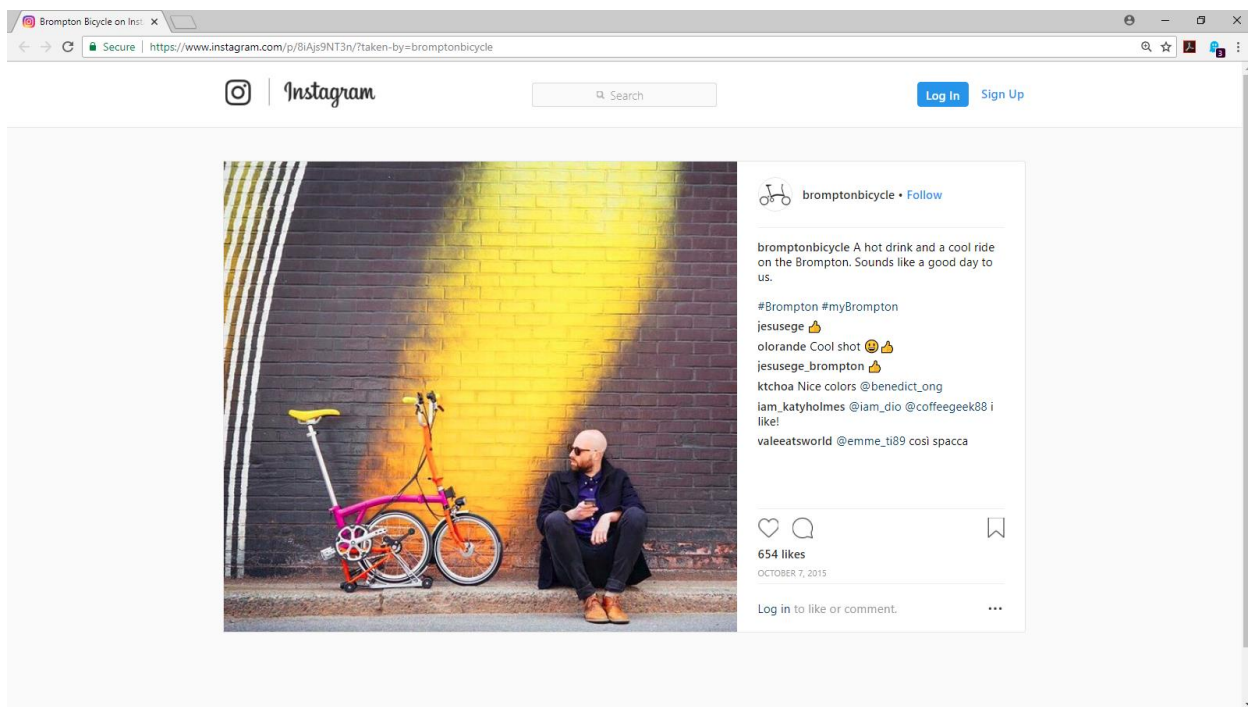 Brompton Bicycle on Inst
Secure | https://www.instagram.com/p/8iAjs9NT3n/?taken-by=bromptonbicycle
3
Instagram
Search
Log In
Sign Up
bromptonbicycle • Follow
bromptonbicycle A hot drink and a cool ride
on the Brompton. Sounds like a good day to
us.
#Brompton #myBrompton
jesusege 👍
olorande Cool shot 😀👍
jesusege_brompton 👍
ktchoa Nice colors @benedict_ong
iam_katyholmes @iam_dio @coffeegeek88 i
like!
valeeatsworld @emme_ti89 così spacca
654 likes
OCTOBER 7, 2015
Log in to like or comment.